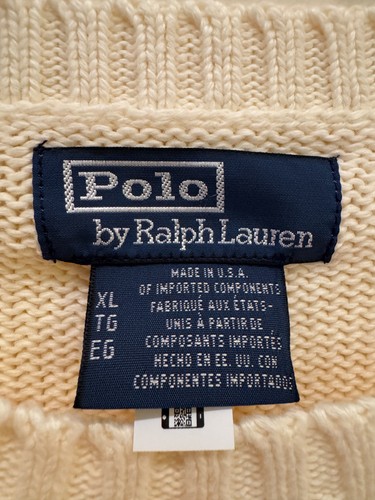 Polo
by Ralph Lauren
MADE IN U.S.A.
OF IMPORTED COMPONENTS
FABRIQUÉ AUX ÉTATS-
UNIS À PARTIR DE
COMPOSANTS IMPORTÉS
HECHO EN EE. UU. CON
COMPONENTES IMPORTADOS
XL
TG
EG